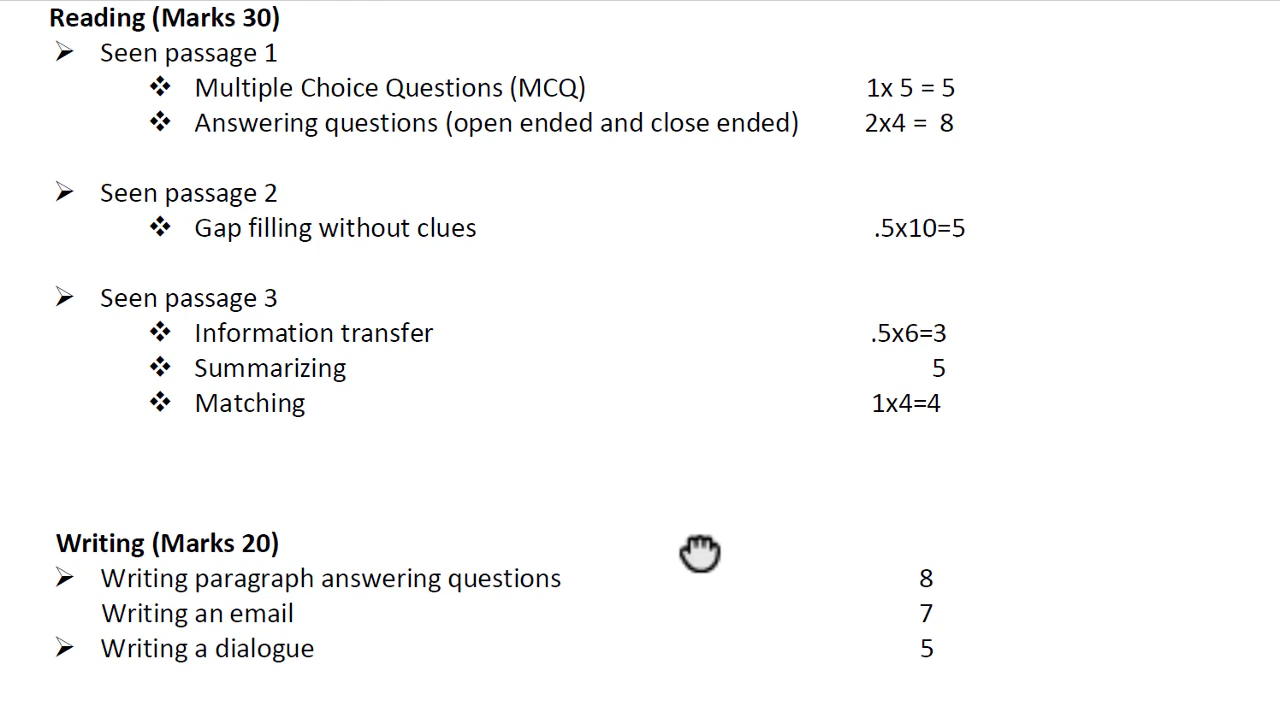 Reading (Marks 30)
➢ Seen passage 1
❖ Multiple Choice Questions (MCQ) 1x 5 = 5
❖ Answering questions (open ended and close ended) 2x4 = 8
➢ Seen passage 2
❖ Gap filling without clues .5x10=5
➢ Seen passage 3
❖ Information transfer .5x6=3
❖ Summarizing 5
❖ Matching 1x4=4
Writing (Marks 20)
➢ Writing paragraph answering questions 8
Writing an email 7
➢ Writing a dialogue 5